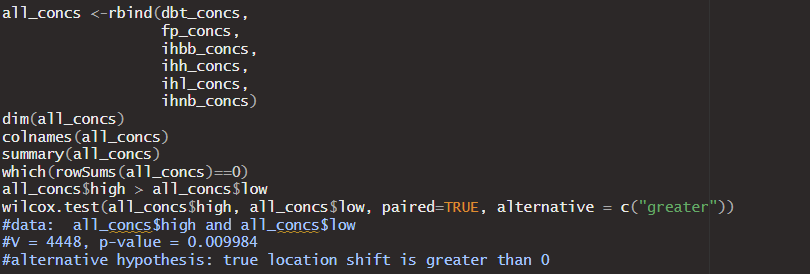 all_concs <-rbind(dbt_concs,
                  fp_concs,
                  ihbb_concs,
                  ihh_concs,
                  ihl_concs,
                  ihnb_concs)
dim(all_concs)
colnames(all_concs)
summary(all_concs)
which(rowSums(all_concs)==0)
all_concs$high > all_concs$low
wilcox.test(all_concs$high, all_concs$low, paired=TRUE, alternative = c("greater"))
#data:  all_concs$high and all_concs$low
#V = 4448, p-value = 0.009984
#alternative hypothesis: true location shift is greater than 0